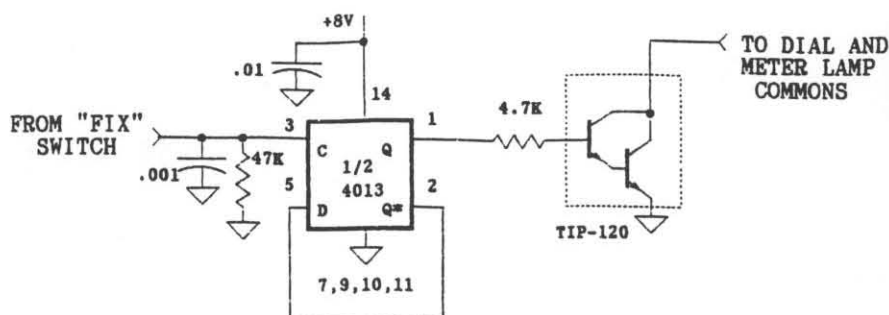 +8V
.01
14
TO DIAL AND
METER LAMP
COMMONS
4.7K
FROM "FIX"
SWITCH
3
1
C
Q
1/2
4013
47K
.001
5
2
D
Q*
TIP-120
7,9,10,11